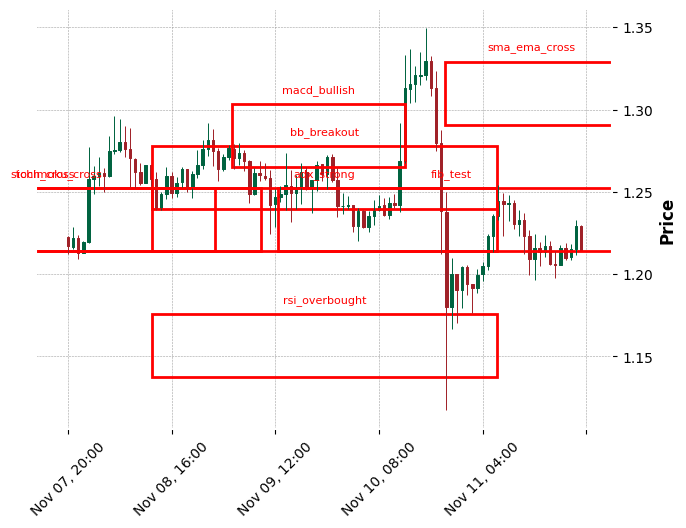 1.35
sma_ema_cross
1.30
macd_bullish
bb_breakout
1.25
adx_strong
fib_test
Price
1.20
rsi_overbought
1.15
Nov 07, 20:00
Nov 08, 16:00
Nov 09, 12:00
Nov 10, 08:00
Nov 11, 04:00